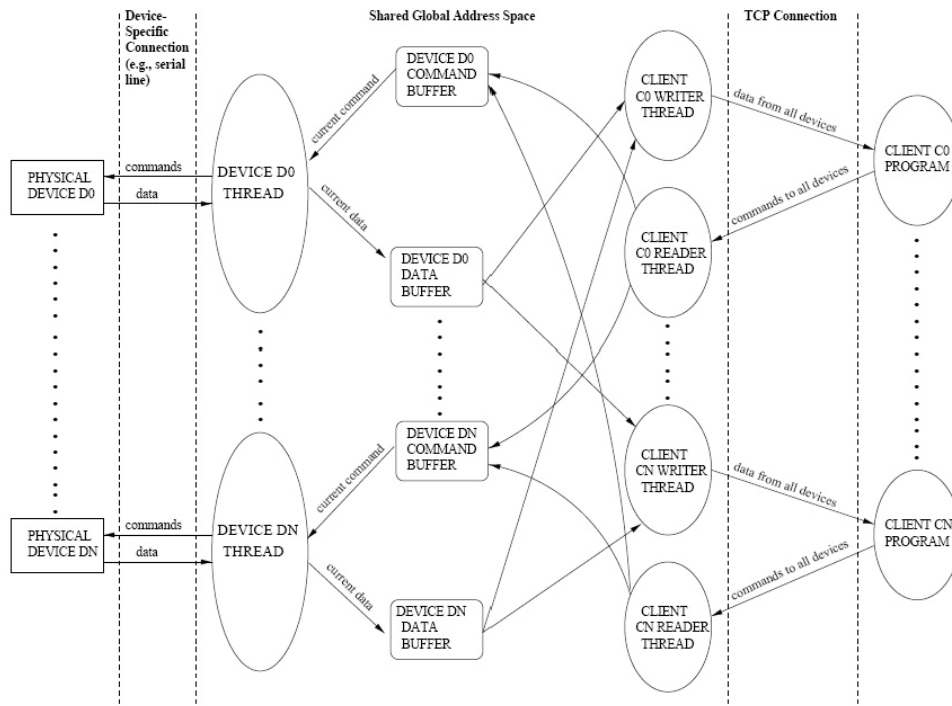 Device-
Specific
Connection
(e.g., serial
line)
Shared Global Address Space
TCP Connection
DEVICE D0
COMMAND
BUFFER
CLIENT
C0 WRITER
THREAD
data from all devices
current command
CLIENT C0
PROGRAM
PHYSICAL
DEVICE D0
commands
data
DEVICE D0
THREAD
current data
commands to all devices
CLIENT
C0 READER
THREAD
DEVICE D0
DATA
BUFFER
DEVICE DN
COMMAND
BUFFER
CLIENT
CN WRITER
THREAD
data from all devices
current command
CLIENT CN
PROGRAM
PHYSICAL
DEVICE DN
commands
data
DEVICE DN
THREAD
current data
commands to all devices
DEVICE DN
DATA
BUFFER
CLIENT
CN READER
THREAD